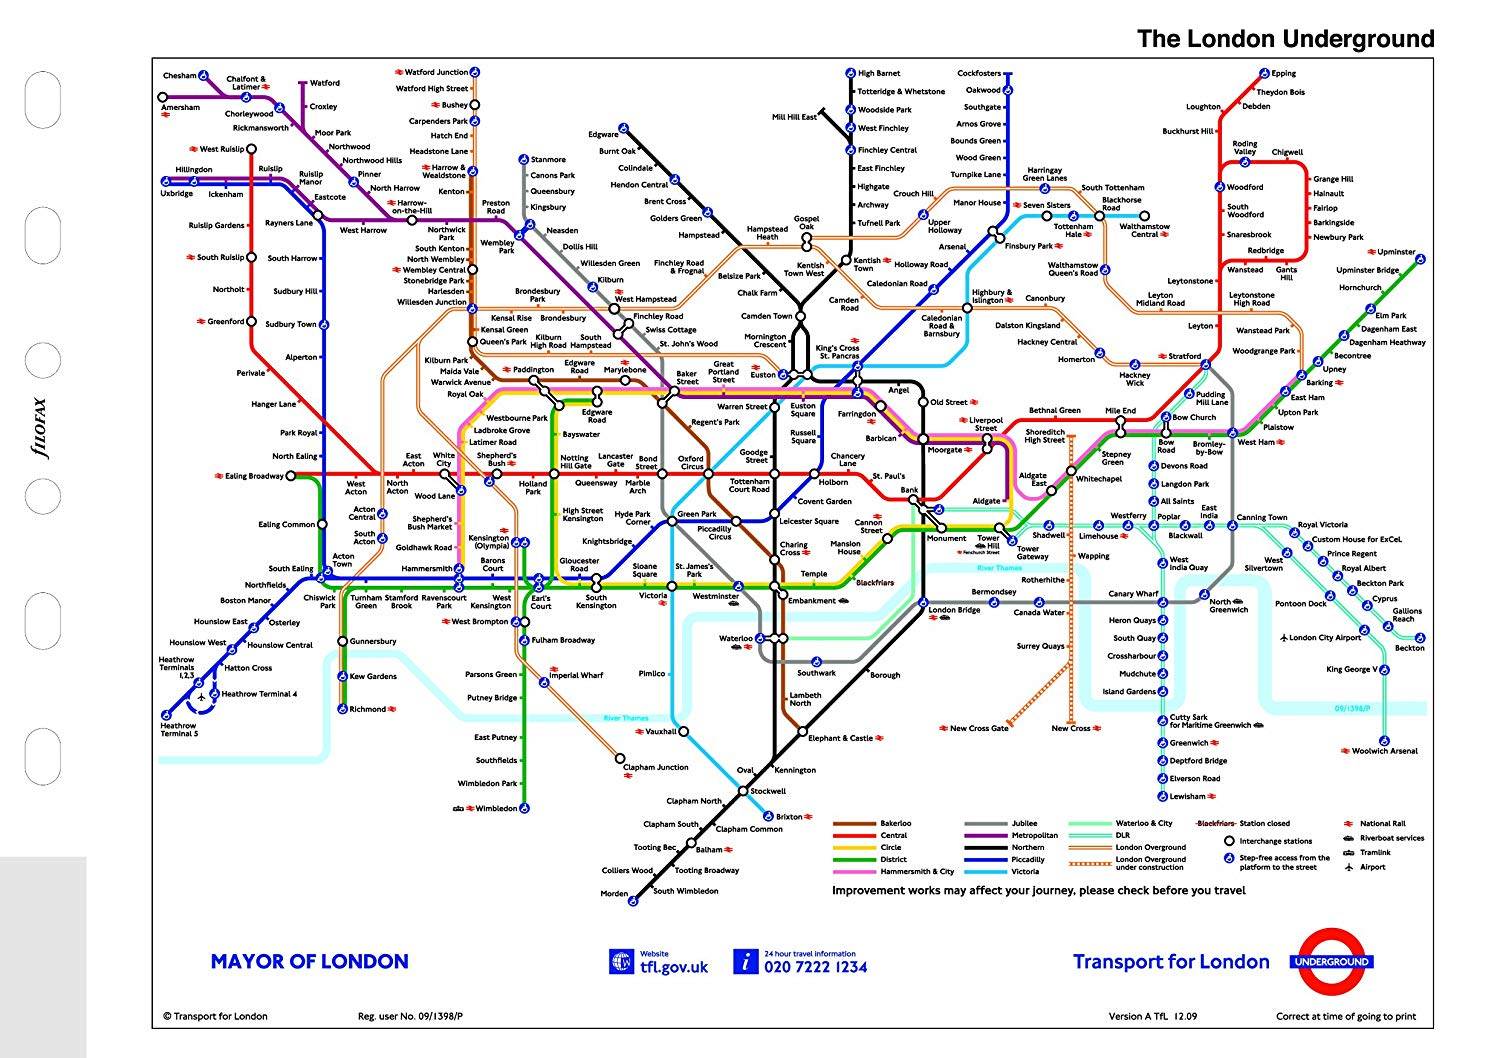 The London Underground
fILOFAX
Chesham
Chalfont &
Latimer
Watford
Amersham
Chorleywood
Croxley
Rickmansworth
Moor Park
West Ruislip
Northwood
Northwood Hills
Hillingdon
Ruislip
Ruislip
Manor
Pinner
Uxbridge
Ickenham
Eastcote
North Harrow
Harrow-
on-the-Hill
Rayners Lane
West Harrow
Northwick
Park
Preston
Road
Ruislip Gardens
South Ruislip
South Harrow
Northolt
Sudbury Hill
Greenford
Sudbury Town
Perivale
Alperton
Hanger Lane
Park Royal
North Ealing
Ealing Broadway
West
Acton
North
Acton
East
Acton
White
City
Ealing Common
Acton
Central
South
Acton
Acton
Town
South Ealing
Northfields
Boston Manor
Hounslow East
Osterley
Hounslow West
Hounslow Central
Heathrow
Terminals
1,2,3
Hatton Cross
Heathrow Terminal 4
Heathrow
Terminal 5
Watford Junction
Watford High Street
Bushey
Carpenders Park
Hatch End
Headstone Lane
Harrow &
Wealdstone
Kenton
South Kenton
North Wembley
Wembley Central
Stonebridge Park
Harlesden
Willesden Junction
Kensal Green
Queen's Park
Kilburn Park
Maida Vale
Warwick Avenue
Royal Oak
Stanmore
Canons Park
Queensbury
Kingsbury
Wembley
Park
Neasden
Dollis Hill
Willesden Green
Kilburn
West Hampstead
Finchley Road
Swiss Cottage
St. John's Wood
Brondesbury
Park
Kensal Rise
Brondesbury
Kilburn
High Road
South
Hampstead
Edgware
Road
Paddington
Marylebone
Baker
Street
Great
Portland
Street
Edgware
Burnt Oak
Colindale
Hendon Central
Brent Cross
Golders Green
Hampstead
Hampstead
Heath
Finchley Road
& Frognal
Belsize Park
Chalk Farm
Camden Town
Mornington
Crescent
Euston
Mill Hill East
High Barnet
Totteridge & Whetstone
Woodside Park
West Finchley
Finchley Central
East Finchley
Highgate
Archway
Tufnell Park
Kentish
Town
Gospel
Oak
Kentish
Town West
Camden
Road
Cockfosters
Oakwood
Southgate
Arnos Grove
Bounds Green
Wood Green
Turnpike Lane
Manor House
Crouch Hill
Upper
Holloway
Harringay
Green Lanes
South Tottenham
Seven Sisters
Blackhorse
Road
Tottenham
Hale
Walthamstow
Central
Arsenal
Finsbury Park
Holloway Road
Caledonian Road
Highbury &
Islington
Caledonian
Road &
Barnsbury
Canonbury
Dalston Kingsland
Hackney Central
Homerton
Hackney
Wick
Stratford
Walthamstow
Queen's Road
Leyton
Midland Road
Leytonstone
High Road
Wanstead Park
Woodgrange Park
Epping
Theydon Bois
Debden
Loughton
Buckhurst Hill
Roding
Valley
Chigwell
Woodford
Grange Hill
Hainault
Fairlop
Barkingside
Newbury Park
South
Woodford
Snaresbrook
Redbridge
Wanstead
Gants
Hill
Leytonstone
Leyton
Upminster
Upminster Bridge
Hornchurch
Elm Park
Dagenham East
Dagenham Heathway
Becontree
Upney
Barking
East Ham
Upton Park
Plaistow
West Ham
Bromley-
by-Bow
Bow
Road
Bow Church
Pudding
Mill Lane
Mile End
Bethnal Green
Stepney
Green
Shoreditch
High Street
Whitechapel
Aldgate
East
Aldgate
Liverpool
Street
Moorgate
Old Street
Angel
King's Cross
St. Pancras
Farringdon
Barbican
Euston
Square
Warren Street
Russell
Square
Goodge
Street
Regent's Park
Oxford
Circus
Bond
Street
Marble
Arch
Lancaster
Gate
Queensway
Notting
Hill Gate
Holland
Park
Shepherd's
Bush
Wood Lane
Latimer Road
Ladbroke Grove
Westbourne Park
Edgware
Road
Bayswater
High Street
Kensington
Tottenham
Court Road
Holborn
Chancery
Lane
St. Paul's
Bank
Covent Garden
Leicester Square
Piccadilly
Circus
Green Park
Hyde Park
Corner
Knightsbridge
Shepherd's
Bush Market
Goldhawk Road
Hammersmith
Kensington
(Olympia)
Barons
Court
Gloucester
Road
South
Kensington
Sloane
Square
Victoria
St. James's
Park
Westminster
Charing
Cross
Embankment
Temple
Blackfriars
Mansion
House
Cannon
Street
Monument
Tower
Hill
Fenchurch Street
Tower
Gateway
Chiswick
Park
Turnham
Green
Stamford
Brook
Ravenscourt
Park
West
Kensington
Earl's
Court
West Brompton
Fulham Broadway
Imperial Wharf
Parsons Green
Putney Bridge
East Putney
Southfields
Wimbledon Park
Wimbledon
Clapham Junction
Gunnersbury
Kew Gardens
Richmond
River Thames
Pimlico
Vauxhall
Waterloo
Southwark
Lambeth
North
Borough
Elephant & Castle
London Bridge
Oval
Kennington
Stockwell
Brixton
Clapham North
Clapham Common
Clapham South
Balham
Tooting Bec
Tooting Broadway
Colliers Wood
South Wimbledon
Morden
River Thames
Bermondsey
Canada Water
Rotherhithe
Wapping
Shadwell
Limehouse
Westferry
Poplar
Blackwall
East
India
Canning Town
Devons Road
Langdon Park
All Saints
West
India Quay
Canary Wharf
Heron Quays
South Quay
Crossharbour
Mudchute
Island Gardens
Cutty Sark
for Maritime Greenwich
Greenwich
Deptford Bridge
Elverson Road
Lewisham
Surrey Quays
New Cross Gate
New Cross
North
Greenwich
Royal Victoria
Custom House for ExCeL
Prince Regent
Royal Albert
Beckton Park
Cyprus
Gallions
Reach
Beckton
West
Silvertown
Pontoon Dock
London City Airport
King George V
Woolwich Arsenal
09/1398/P
Bakerloo
Central
Circle
District
Hammersmith & City
Jubilee
Metropolitan
Northern
Piccadilly
Victoria
Waterloo & City
DLR
London Overground
London Overground
under construction
Blackfriars Station closed
Interchange stations
Step-free access from the
platform to the street
National Rail
Riverboat services
Tramlink
Airport
Improvement works may affect your journey, please check before you travel
MAYOR OF LONDON
Website
tfl.gov.uk
24 hour travel information
020 7222 1234
Transport for London
UNDERGROUND
© Transport for London
Reg. user No. 09/1398/P
Version A TfL 12.09
Correct at time of going to print